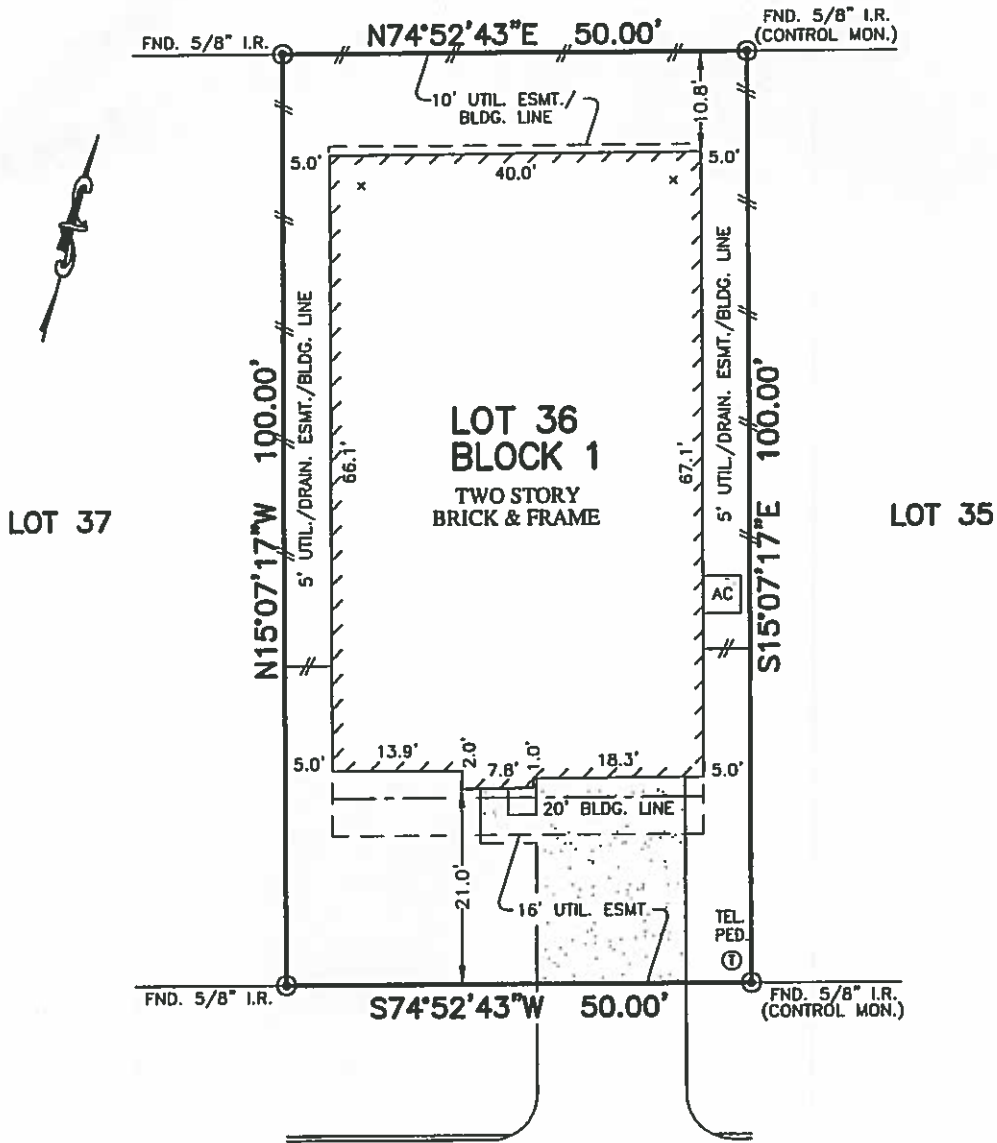 FND. 5/8" I.R.
N74°52'43"E 50.00'
FND. 5/8" I.R.
(CONTROL MON.)
10' UTIL. ESMT./
BLDG. LINE
10.8'
5.0'
40.0'
5.0'
5' UTIL./DRAIN. ESMT./BLDG. LINE
5' UTIL./DRAIN. ESMT./BLDG. LINE
N15°07'17"W 100.00'
66.1'
LOT 36
BLOCK 1
TWO STORY
BRICK & FRAME
67.1'
S15°07'17"E 100.00'
LOT 37
LOT 35
AC
5.0'
13.9'
2.0'
7.8'
1.0'
18.3'
5.0'
20' BLDG. LINE
21.0'
16' UTIL. ESMT.
TEL.
PED.
T
FND. 5/8" I.R.
S74°52'43"W 50.00'
FND. 5/8" I.R.
(CONTROL MON.)